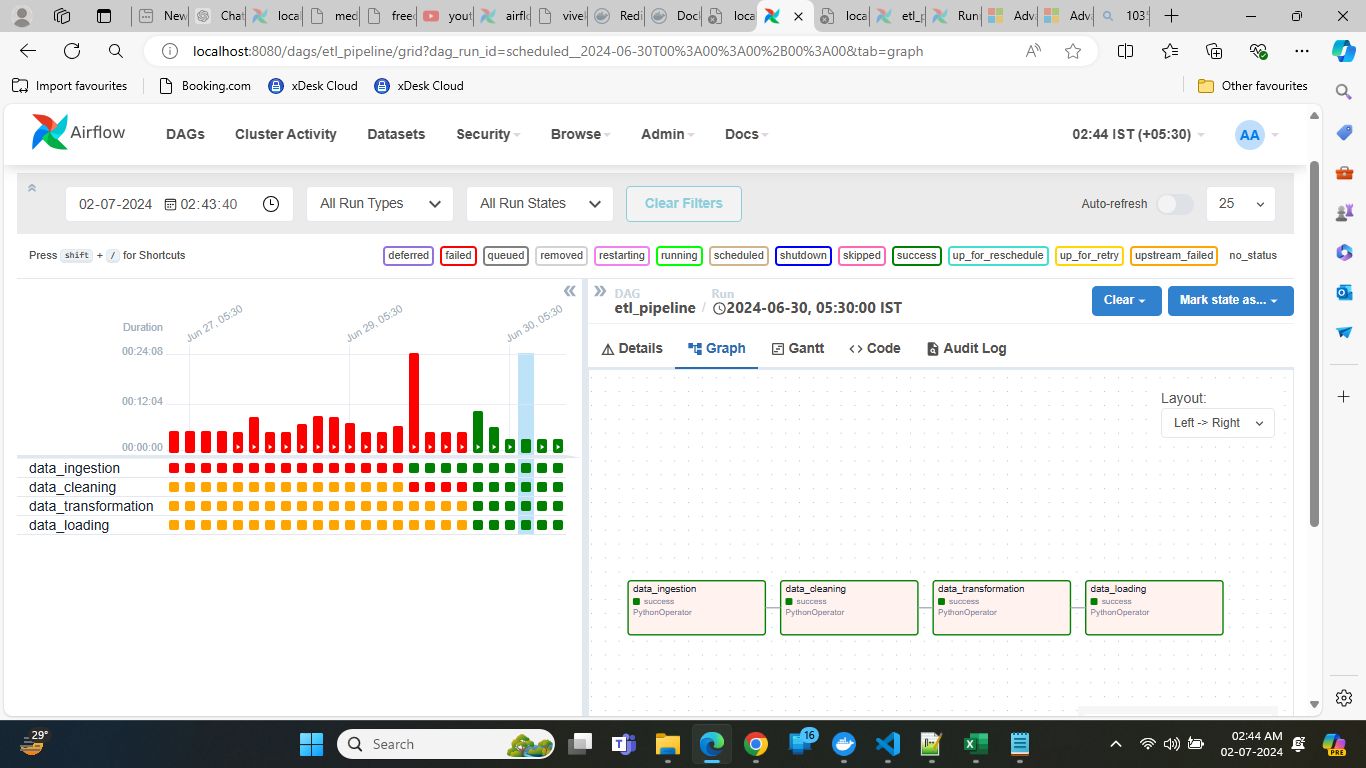 New
Chat
local
med
freec
yout
airflo
vivek
Redi
Dock
loca
loca
etl_p
Run
Adva
Adva
localhost:8080/dags/etl_pipeline/grid?dag_run_id=scheduled__2024-06-30T00%3A00%3A00%2B00%3A00&tab=graph
Import favourites Booking.com xDesk Cloud xDesk Cloud Other favourites
Airflow DAGs Cluster Activity Datasets Security Browse Admin Docs 02:44 IST (+05:30) AA
02-07-2024 02:43:40 All Run Types All Run States Clear Filters Auto-refresh 25
Press shift + / for Shortcuts deferred failed queued removed restarting running scheduled shutdown skipped success up_for_reschedule up_for_retry upstream_failed no_status
Jun 27, 05:30 Jun 29, 05:30 Jun 30, 05:30
Duration
00:24:08
00:12:04
00:00:00
data_ingestion
data_cleaning
data_transformation
data_loading
DAG Run
etl_pipeline / 2024-06-30, 05:30:00 IST
Clear Mark state as...
Details Graph Gantt Code Audit Log
Layout:
Left -> Right
data_ingestion
success
PythonOperator
data_cleaning
success
PythonOperator
data_transformation
success
PythonOperator
data_loading
success
PythonOperator
29°
Search
16
02:44 AM
02-07-2024
PRE